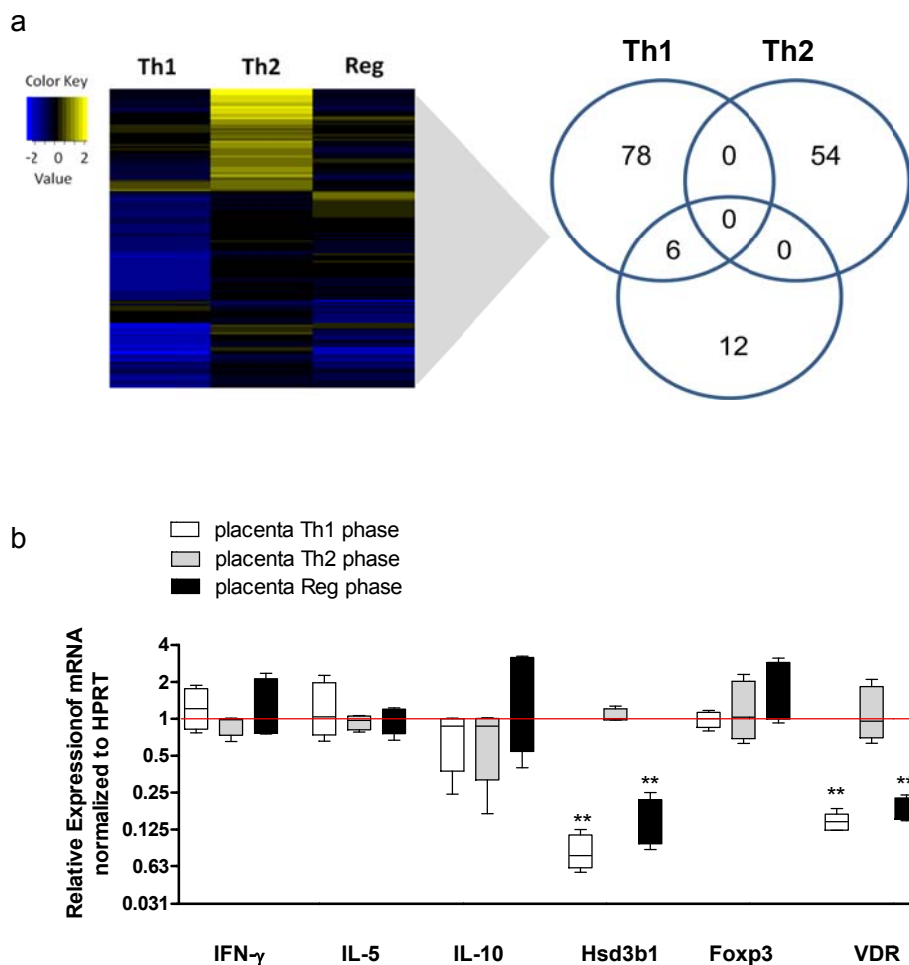 a
Th1 Th2 Reg
Color Key
-2 0 2
Value
Th1 Th2
78 0 54
0
6 0
12
b
placenta Th1 phase
placenta Th2 phase
placenta Reg phase
Relative Expressionof mRNA
normalized to HPRT
4
2
1
0.5
0.25
0.125
0.63
0.031
** ** ** **
IFN-γ IL-5 IL-10 Hsd3b1 Foxp3 VDR